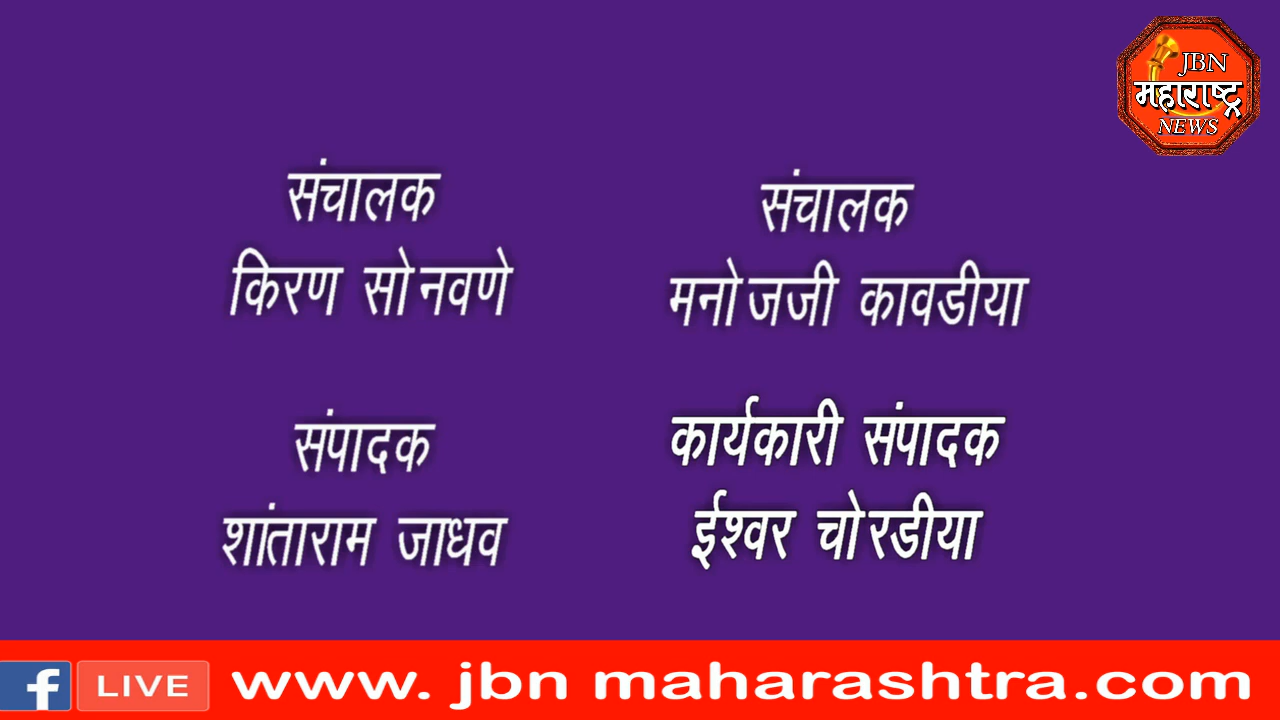 JBN
महाराष्ट्र
NEWS
संचालक
किरण सोनवणे
संचालक
मनोजजी कावडीया
संपादक
शांताराम जाधव
कार्यकारी संपादक
ईश्वर चोरडीया
f LIVE www. jbn maharashtra.com